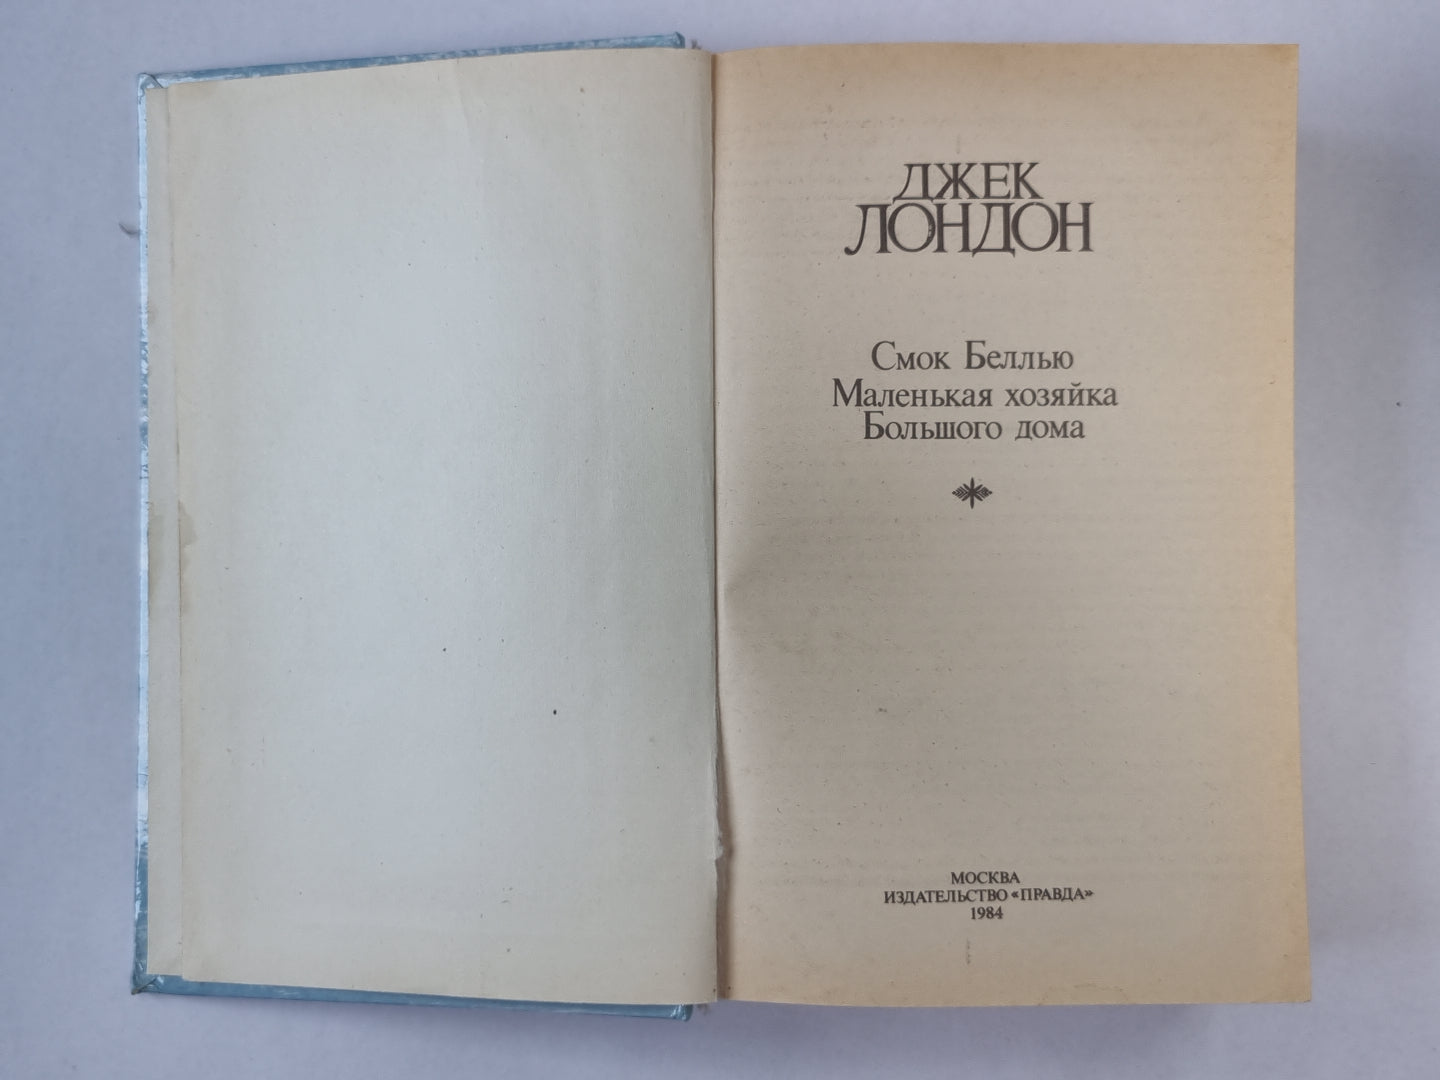 ДЖЕК
ЛОНДОН
Смок Беллью
Маленькая хозяйка
Большого дома
МОСКВА
ИЗДАТЕЛЬСТВО «ПРАВДА»
1984